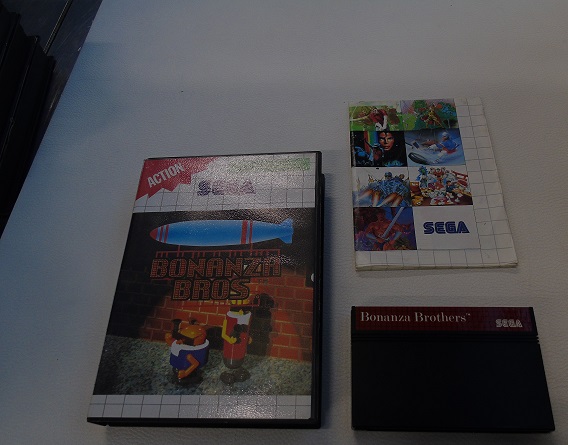 ACTION
SEGA
BONANZA
BROS.
SEGA
Bonanza Brothers™
SEGA